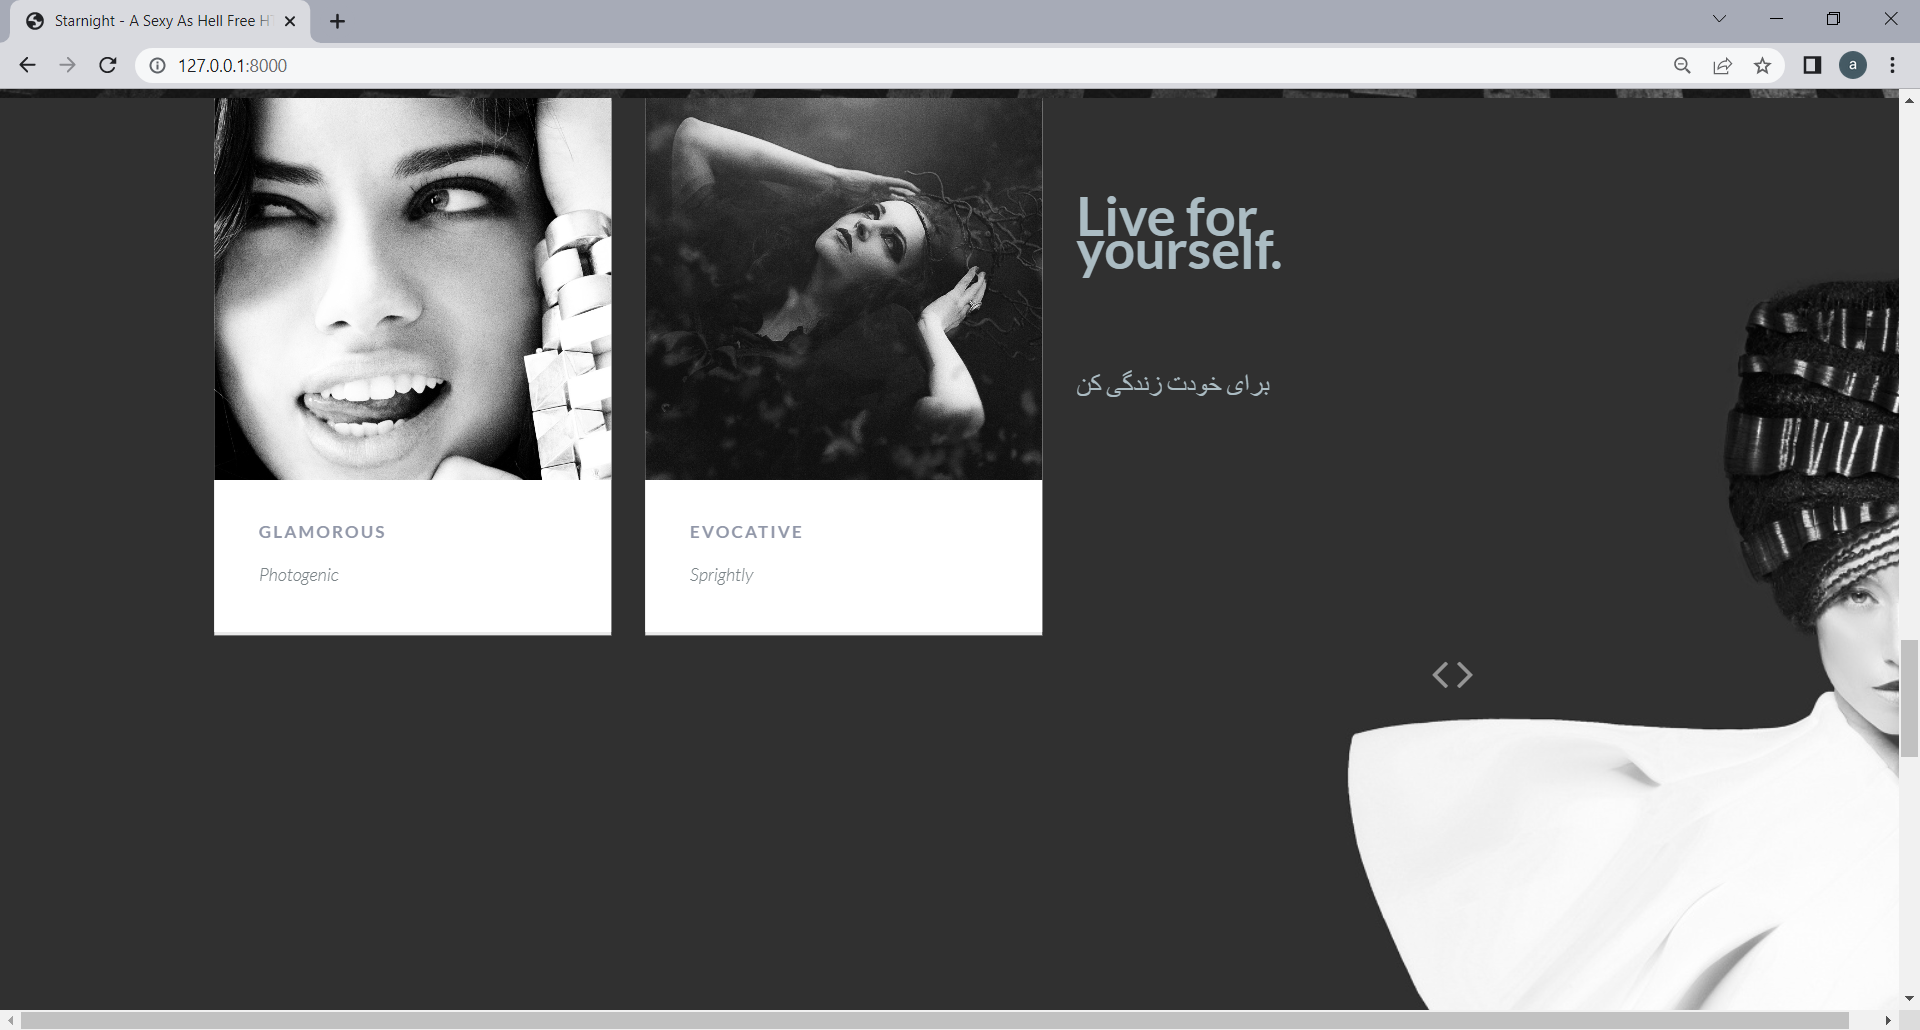 Starnight - A Sexy As Hell Free H
127.0.0.1:8000
a
Live for
yourself.
برای خودت زندگی کن
GLAMOROUS
Photogenic
EVOCATIVE
Sprightly